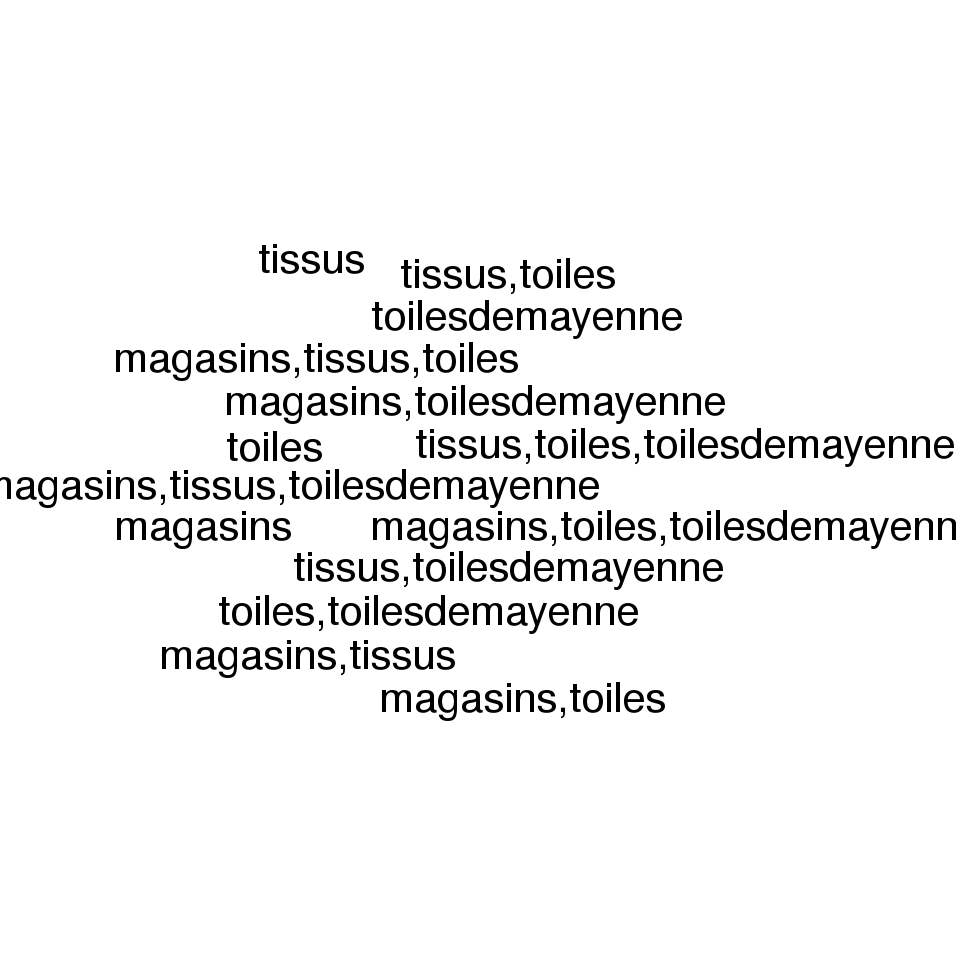 tissus
tissus,toiles
toilesdemayenne
magasins,tissus,toiles
magasins,toilesdemayenne
toiles
tissus,toiles,toilesdemayenne
magasins,tissus,toilesdemayenne
magasins
magasins,toiles,toilesdemayenn
tissus,toilesdemayenne
toiles,toilesdemayenne
magasins,tissus
magasins,toiles